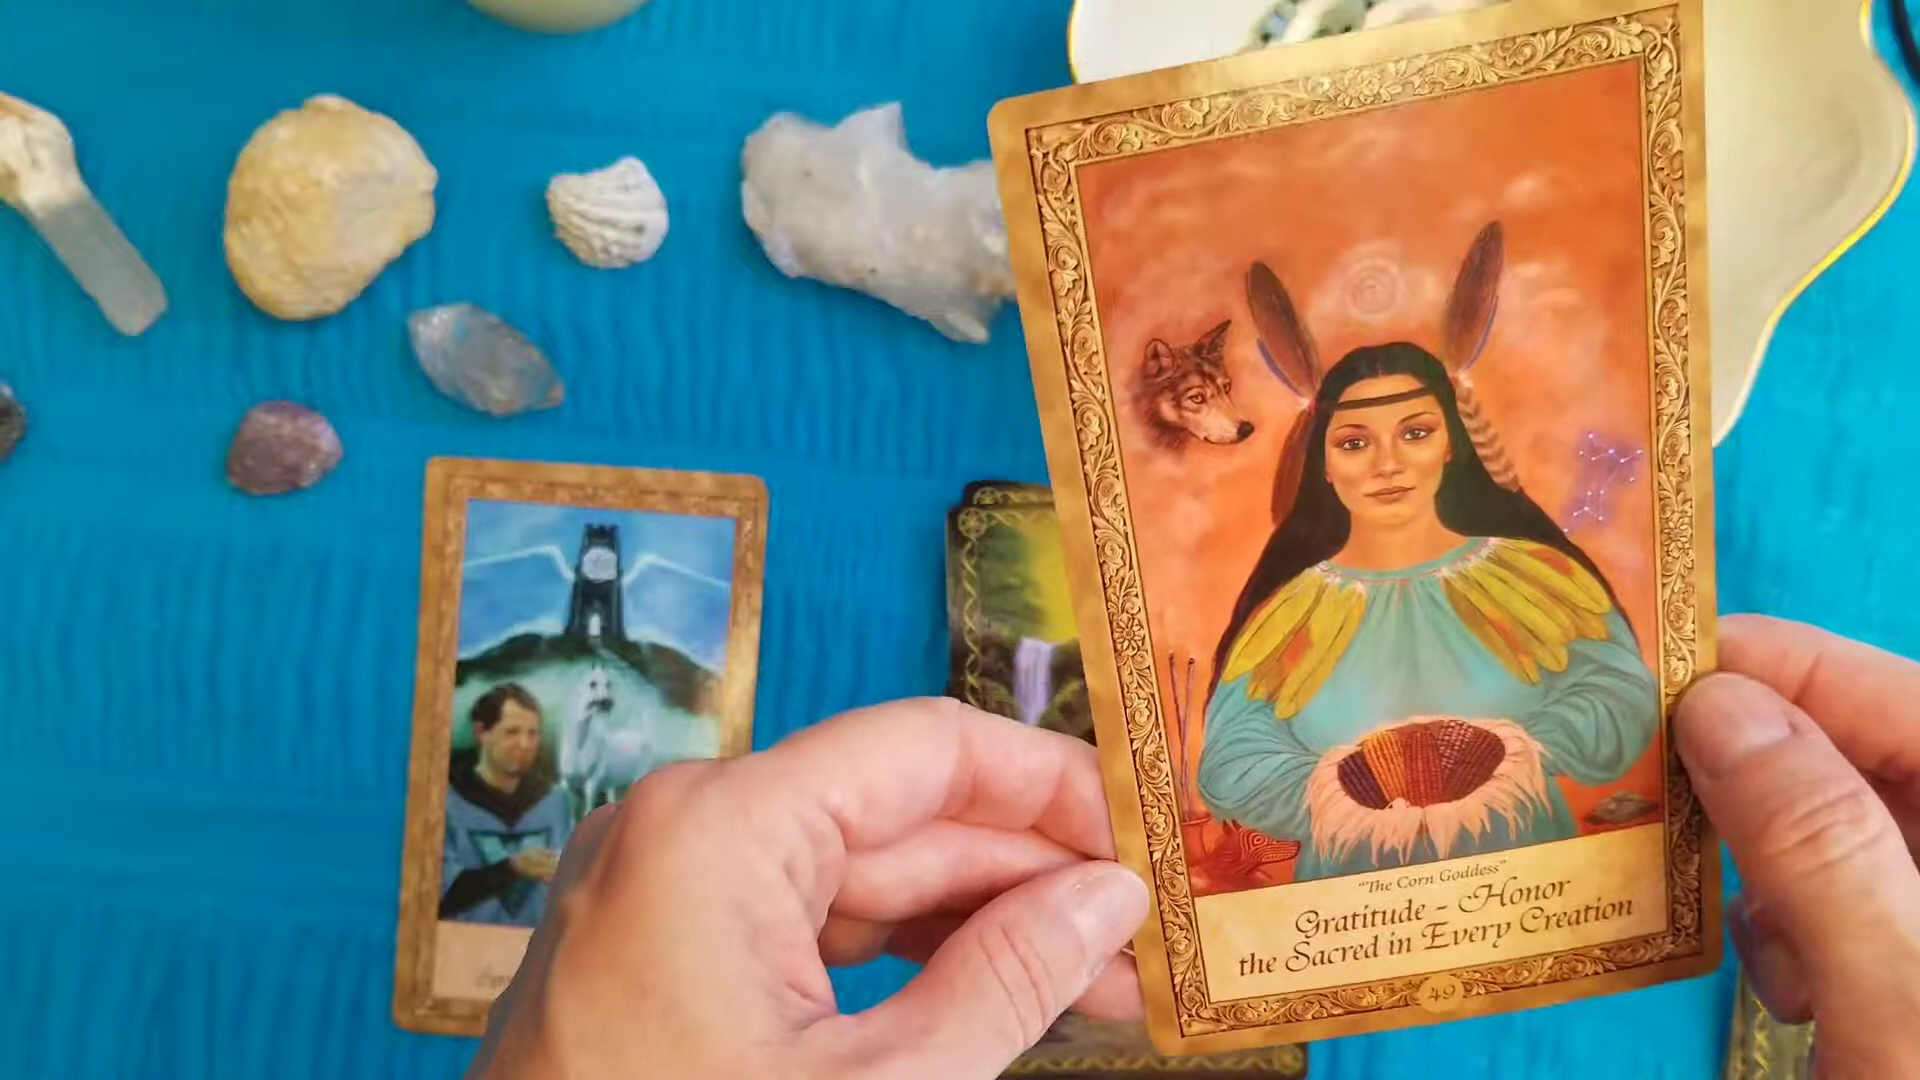 "The Corn Goddess"
Gratitude - Honor
the Sacred in Every Creation
49